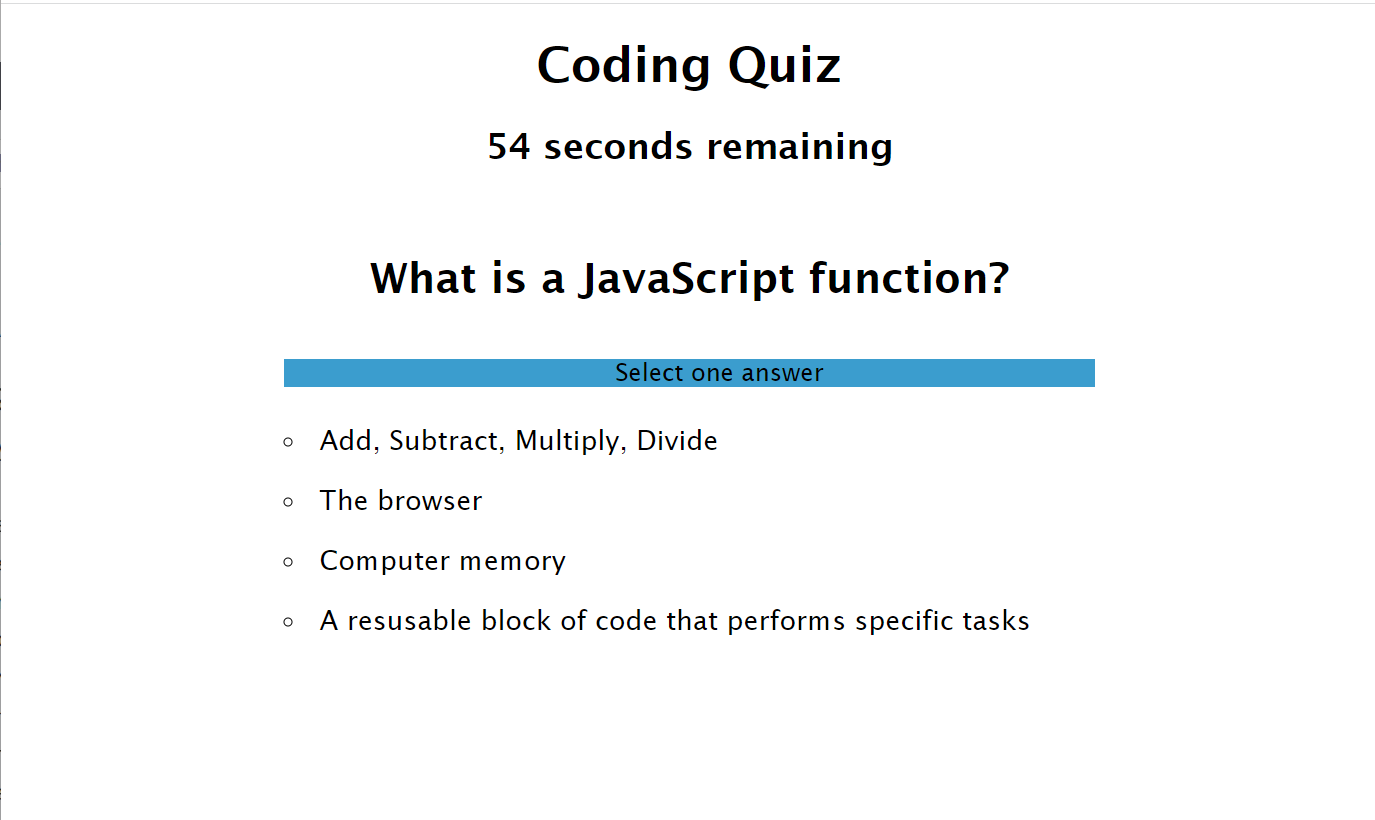 Coding Quiz
54 seconds remaining
What is a JavaScript function?
Select one answer
Add, Subtract, Multiply, Divide
The browser
Computer memory
A resusable block of code that performs specific tasks